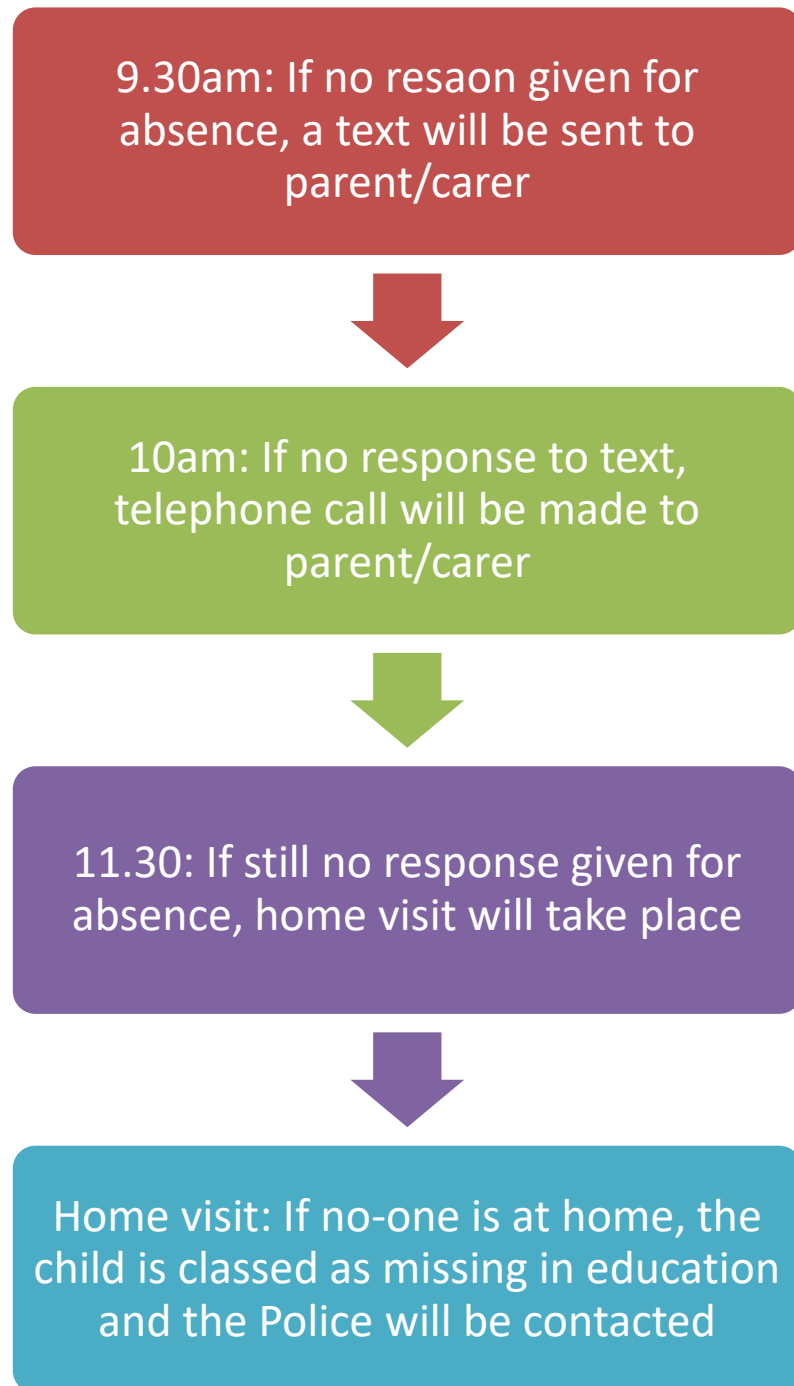 9.30am: If no resaon given for
absence, a text will be sent to
parent/carer
10am: If no response to text,
telephone call will be made to
parent/carer
11.30: If still no response given for
absence, home visit will take place
Home visit: If no-one is at home, the
child is classed as missing in education
and the Police will be contacted